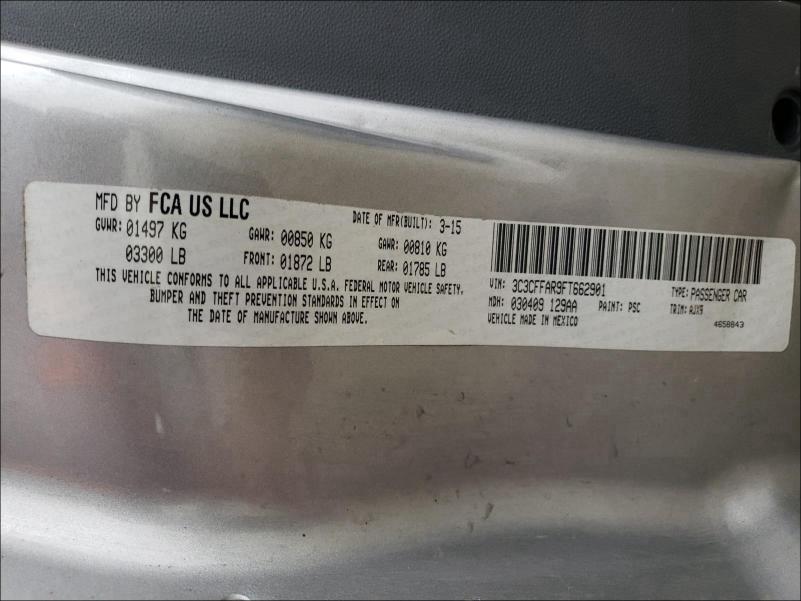 MFD BY FCA US LLC DATE OF MFR(BUILT): 3-15
GVWR: 01497 KG GAWR: 00850 KG GAWR: 00810 KG
03300 LB FRONT: 01872 LB REAR: 01785 LB
THIS VEHICLE CONFORMS TO ALL APPLICABLE U.S.A. FEDERAL MOTOR VEHICLE SAFETY,
BUMPER AND THEFT PREVENTION STANDARDS IN EFFECT ON
THE DATE OF MANUFACTURE SHOWN ABOVE.
VIN: 3C3CFFAR9FT662901 TYPE: PASSENGER CAR
MDH: 030409 129AA PAINT: PSC TRIM: AJX9
VEHICLE MADE IN MEXICO 4658843